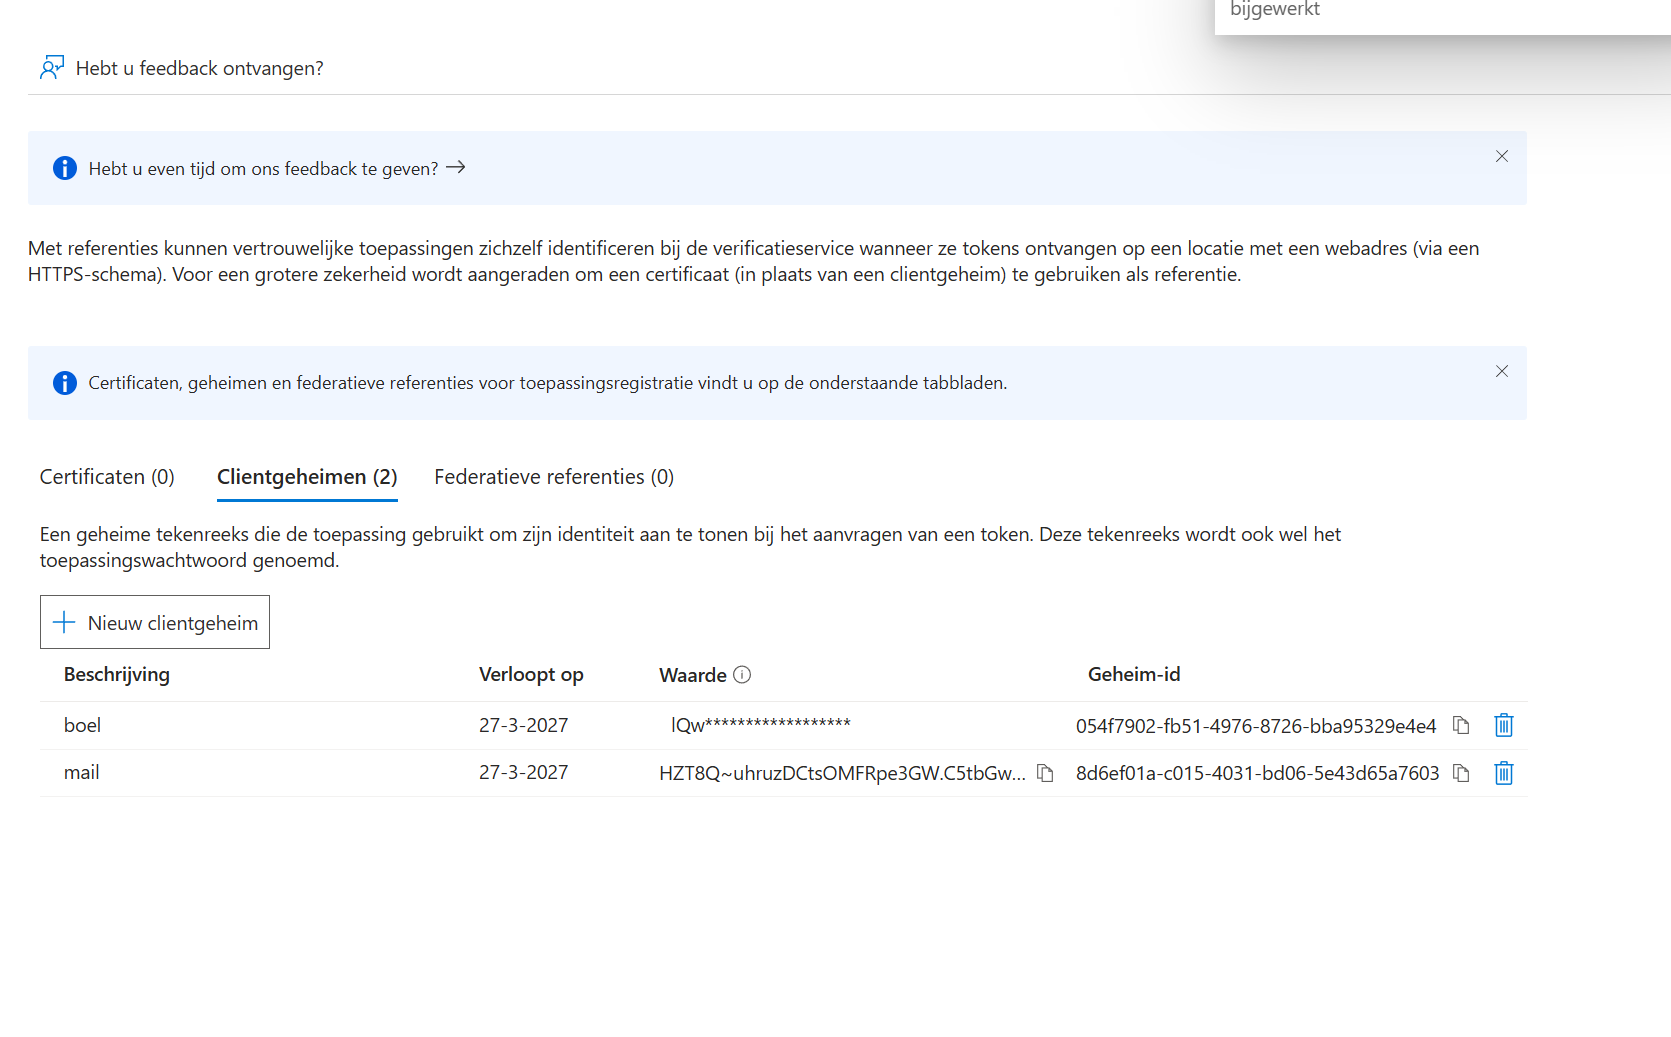 bijgewerkt
Hebt u feedback ontvangen?
Hebt u even tijd om ons feedback te geven? →
Met referenties kunnen vertrouwelijke toepassingen zichzelf identificeren bij de verificatieservice wanneer ze tokens ontvangen op een locatie met een webadres (via een
HTTPS-schema). Voor een grotere zekerheid wordt aangeraden om een certificaat (in plaats van een clientgeheim) te gebruiken als referentie.
Certificaten, geheimen en federatieve referenties voor toepassingsregistratie vindt u op de onderstaande tabbladen.
Certificaten (0) Clientgeheimen (2) Federatieve referenties (0)
Een geheime tekenreeks die de toepassing gebruikt om zijn identiteit aan te tonen bij het aanvragen van een token. Deze tekenreeks wordt ook wel het
toepassingswachtwoord genoemd.
Nieuw clientgeheim
Beschrijving Verloopt op Waarde Geheim-id
boel 27-3-2027 lQw****************** 054f7902-fb51-4976-8726-bba95329e4e4
mail 27-3-2027 HZT8Q~uhruzDCtsOMFRpe3GW.C5tbGw... 8d6ef01a-c015-4031-bd06-5e43d65a7603